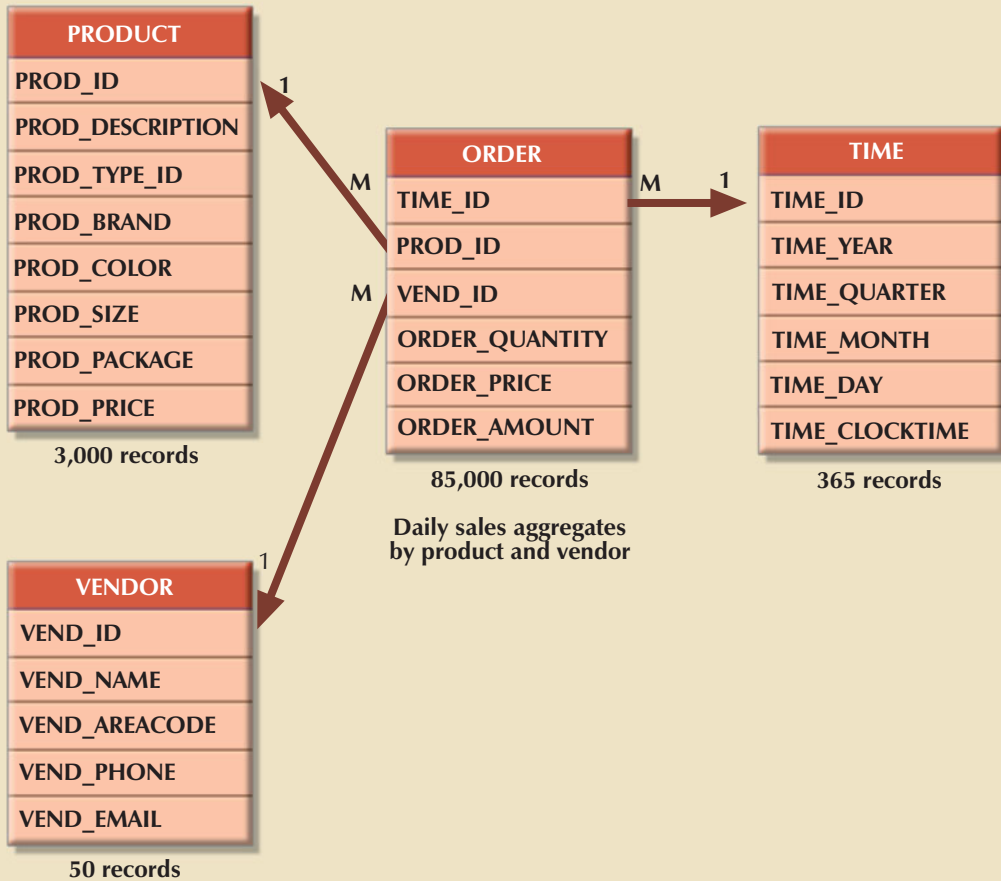 PRODUCT
PROD_ID
PROD_DESCRIPTION
PROD_TYPE_ID
PROD_BRAND
PROD_COLOR
PROD_SIZE
PROD_PACKAGE
PROD_PRICE
3,000 records
1
M
M
1
ORDER
TIME_ID
PROD_ID
VEND_ID
ORDER_QUANTITY
ORDER_PRICE
ORDER_AMOUNT
85,000 records
Daily sales aggregates
by product and vendor
M
1
TIME
TIME_ID
TIME_YEAR
TIME_QUARTER
TIME_MONTH
TIME_DAY
TIME_CLOCKTIME
365 records
VENDOR
VEND_ID
VEND_NAME
VEND_AREACODE
VEND_PHONE
VEND_EMAIL
50 records